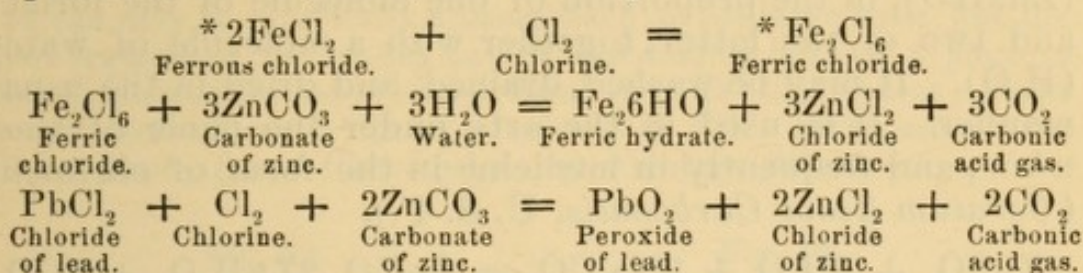 * 2FeCl₂ + Cl₂ = * Fe₂Cl₆
Ferrous chloride. Chlorine. Ferric chloride.
Fe₂Cl₆ + 3ZnCO₃ + 3H₂O = Fe₂6HO + 3ZnCl₂ + 3CO₂
Ferric Carbonate Water. Ferric hydrate. Chloride Carbonic
chloride. of zinc. of zinc. acid gas.
PbCl₂ + Cl₂ + 2ZnCO₃ = PbO₂ + 2ZnCl₂ + 2CO₂
Chloride Chlorine. Carbonate Peroxide Chloride Carbonic
of lead. of zinc. of lead. of zinc. acid gas.